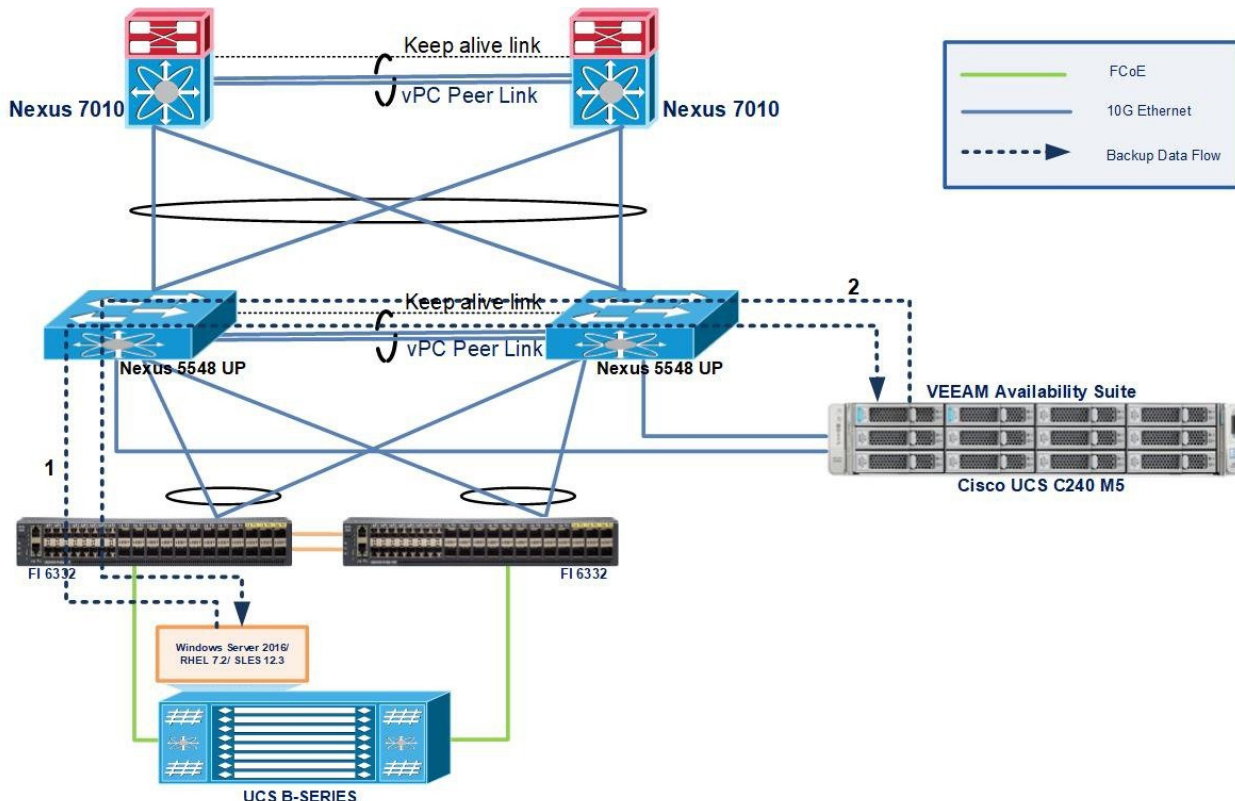 Keep alive link
vPC Peer Link
Nexus 7010
Nexus 7010
FCoE
10G Ethernet
Backup Data Flow
Keep alive link
vPC Peer Link
2
Nexus 5548 UP
Nexus 5548 UP
VEEAM Availability Suite
1
Cisco UCS C240 M5
FI 6332
FI 6332
Windows Server 2016/
RHEL 7.2/ SLES 12.3
UCS B-SERIES